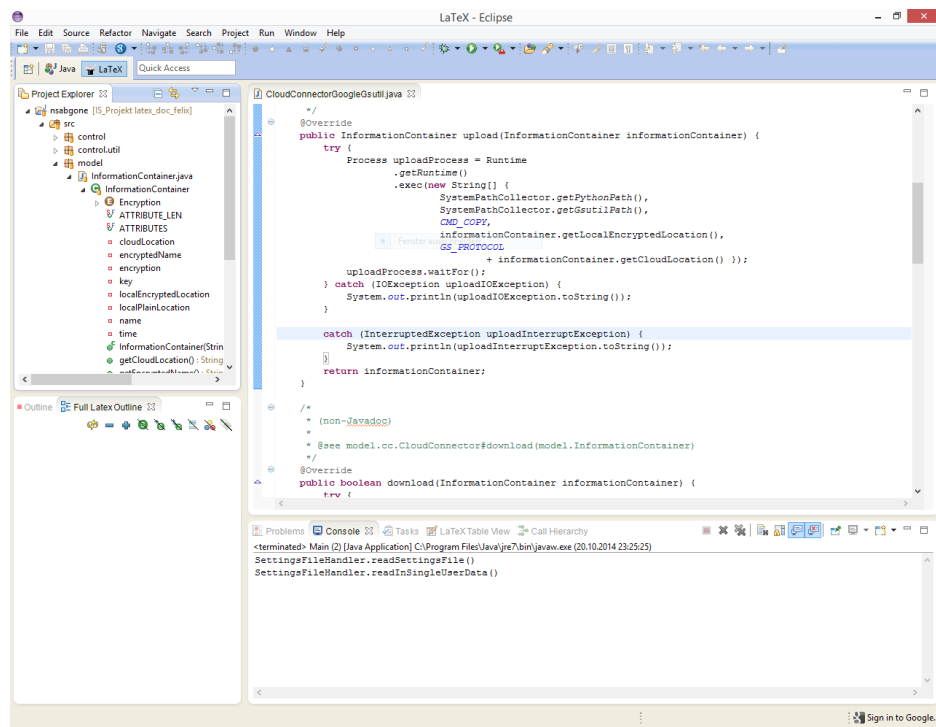 LaTeX - Eclipse
File Edit Source Refactor Navigate Search Project Run Window Help
Java LaTeX Quick Access
Project Explorer
nsabgone [IS_Projekt latex_doc_felix]
src
control
control.util
model
InformationContainer.java
InformationContainer
Encryption
ATTRIBUTE_LEN
ATTRIBUTES
cloudLocation
encryptedName
encryption
key
localEncryptedLocation
localPlainLocation
name
time
InformationContainer(Strin
getCloudLocation() : String
Outline Full Latex Outline
CloudConnectorGoogleGsutil.java
*/
@Override
public InformationContainer upload(InformationContainer informationContainer) {
try {
Process uploadProcess = Runtime
.getRuntime()
.exec(new String[] {
SystemPathCollector.getPythonPath(),
SystemPathCollector.getGsutilPath(),
CMD_COPY,
informationContainer.getLocalEncryptedLocation(),
Fenster
GS_PROTOCOL
+ informationContainer.getCloudLocation() });
uploadProcess.waitFor();
} catch (IOException uploadIOException) {
System.out.println(uploadIOException.toString());
}
catch (InterruptedException uploadInterruptException) {
System.out.println(uploadInterruptException.toString());
}
return informationContainer;
}
/*
* (non-Javadoc)
*
* @see model.cc.CloudConnector#download(model.InformationContainer)
*/
@Override
public boolean download(InformationContainer informationContainer) {
try {
Problems Console Tasks LaTeX Table View Call Hierarchy
<terminated> Main (2) [Java Application] C:\Program Files\Java\jre7\bin\javaw.exe (20.10.2014 23:25:25)
SettingsFileHandler.readSettingsFile()
SettingsFileHandler.readInSingleUserData()
Sign in to Google.